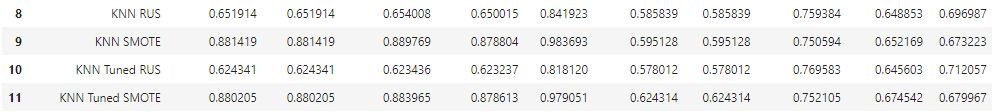 8 KNN RUS 0.651914 0.651914 0.654008 0.650015 0.841923 0.585839 0.585839 0.759384 0.648853 0.696987
9 KNN SMOTE 0.881419 0.881419 0.889769 0.878804 0.983693 0.595128 0.595128 0.750594 0.652169 0.673223
10 KNN Tuned RUS 0.624341 0.624341 0.623436 0.623237 0.818120 0.578012 0.578012 0.769583 0.645603 0.712057
11 KNN Tuned SMOTE 0.880205 0.880205 0.883965 0.878613 0.979051 0.624314 0.624314 0.752105 0.674542 0.679967